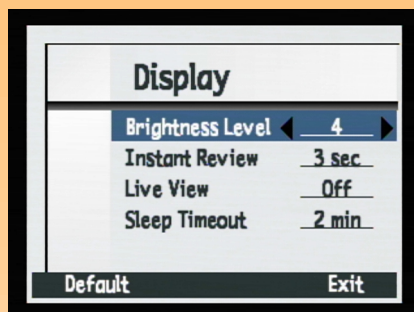 Display
Brightness Level 4
Instant Review 3 sec
Live View Off
Sleep Timeout 2 min
Default Exit